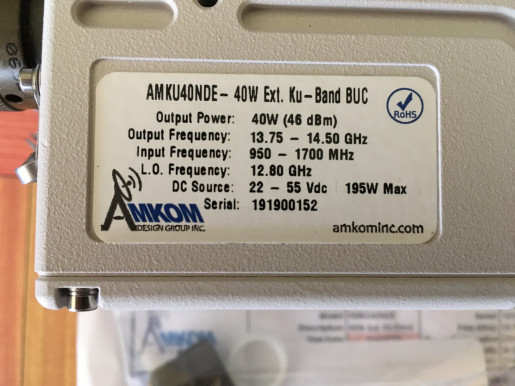 AMKU40NDE- 40W Ext. Ku-Band BUC
RoHS
Output Power: 40W (46 dBm)
Output Frequency: 13.75 - 14.50 GHz
Input Frequency: 950 - 1700 MHz
L.O. Frequency: 12.80 GHz
DC Source: 22 - 55 Vdc 195W Max
Serial: 191900152
AMKOM
DESIGN GROUP INC.
amkominc.com
AMKOM